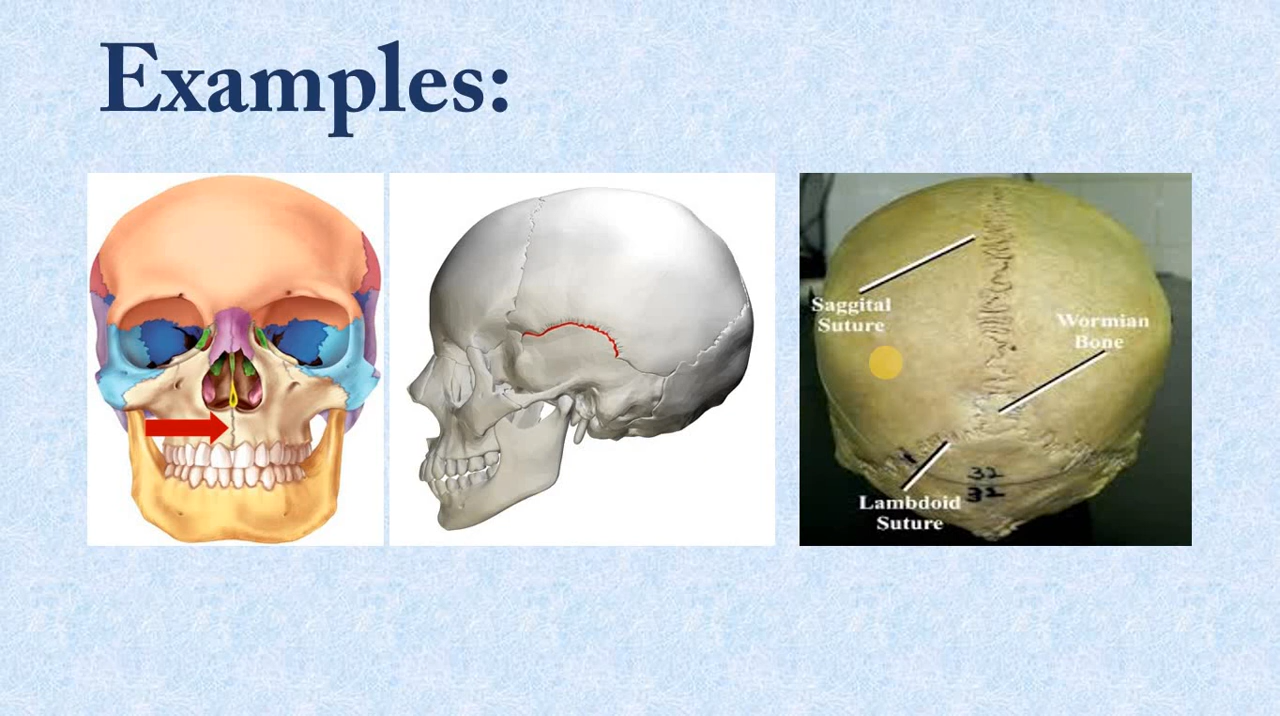 Examples:
Saggital
Suture
Wormian
Bone
Lambdoid
Suture
32
32